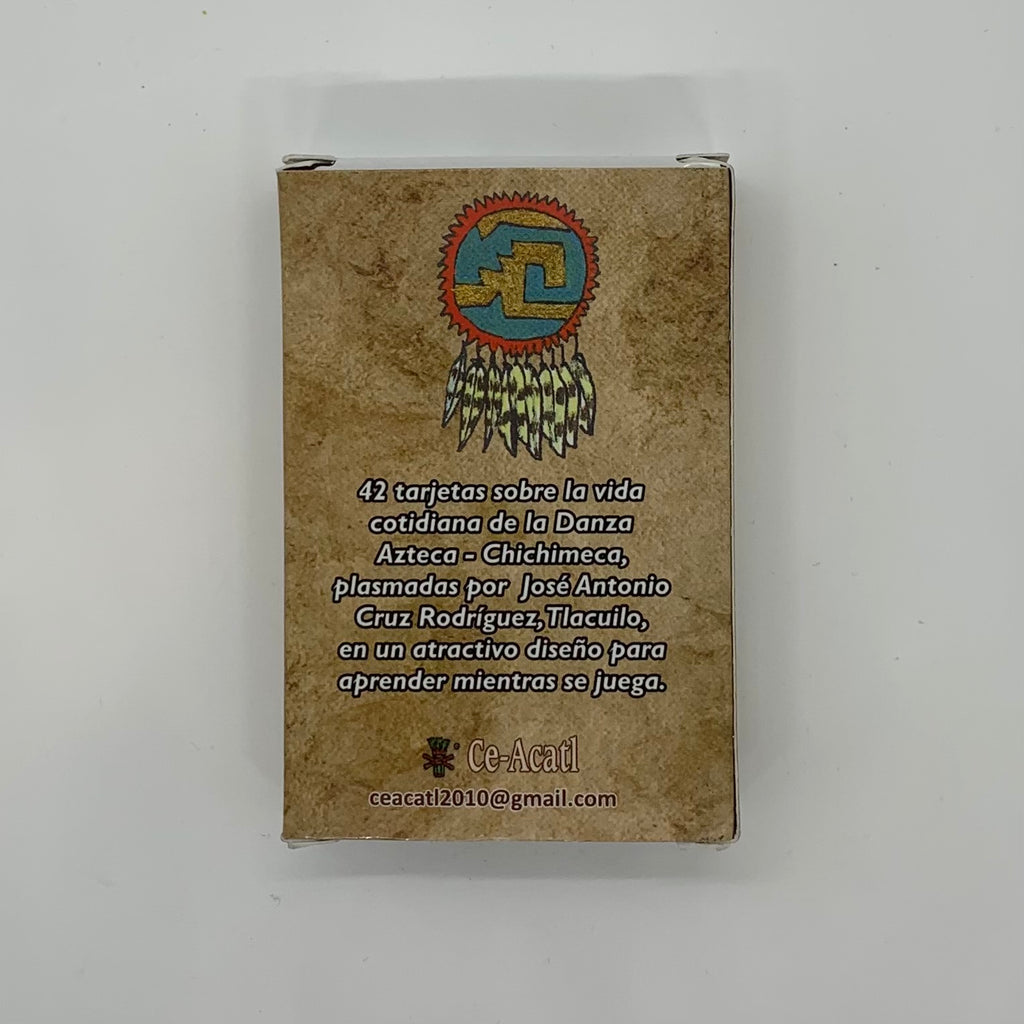 42 tarjetas sobre la vida
cotidiana de la Danza
Azteca - Chichimeca,
plasmadas por José Antonio
Cruz Rodríguez, Tlacuilo,
en un atractivo diseño para
aprender mientras se juega.
Ce-Acatl
ceacatl2010@gmail.com